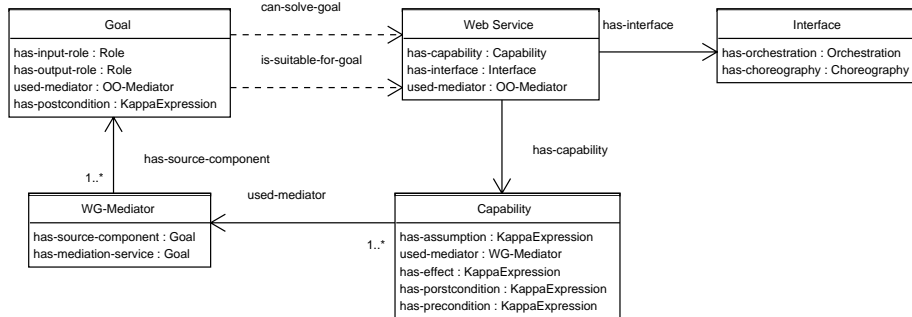 can-solve-goal
Goal
has-input-role : Role
has-output-role : Role
used-mediator : OO-Mediator
has-postcondition : KappaExpression
is-suitable-for-goal
Web Service
has-capability : Capability
has-interface : Interface
used-mediator : OO-Mediator
has-interface
Interface
has-orchestration : Orchestration
has-choreography : Choreography
has-source-component
1..*
has-capability
WG-Mediator
has-source-component : Goal
has-mediation-service : Goal
used-mediator
1..*
Capability
has-assumption : KappaExpression
used-mediator : WG-Mediator
has-effect : KappaExpression
has-postcondition : KappaExpression
has-precondition : KappaExpression